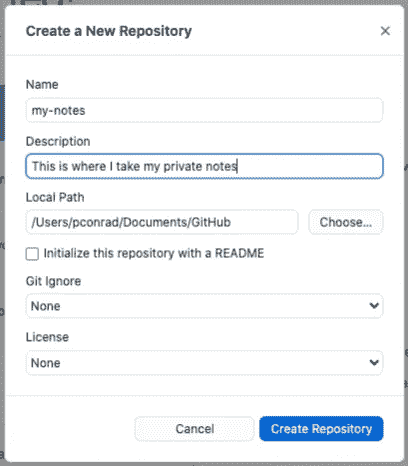 Create a New Repository
Name
my-notes
Description
This is where I take my private notes
Local Path
/Users/pconrad/Documents/GitHub
Choose...
Initialize this repository with a README
Git Ignore
None
License
None
Cancel
Create Repository